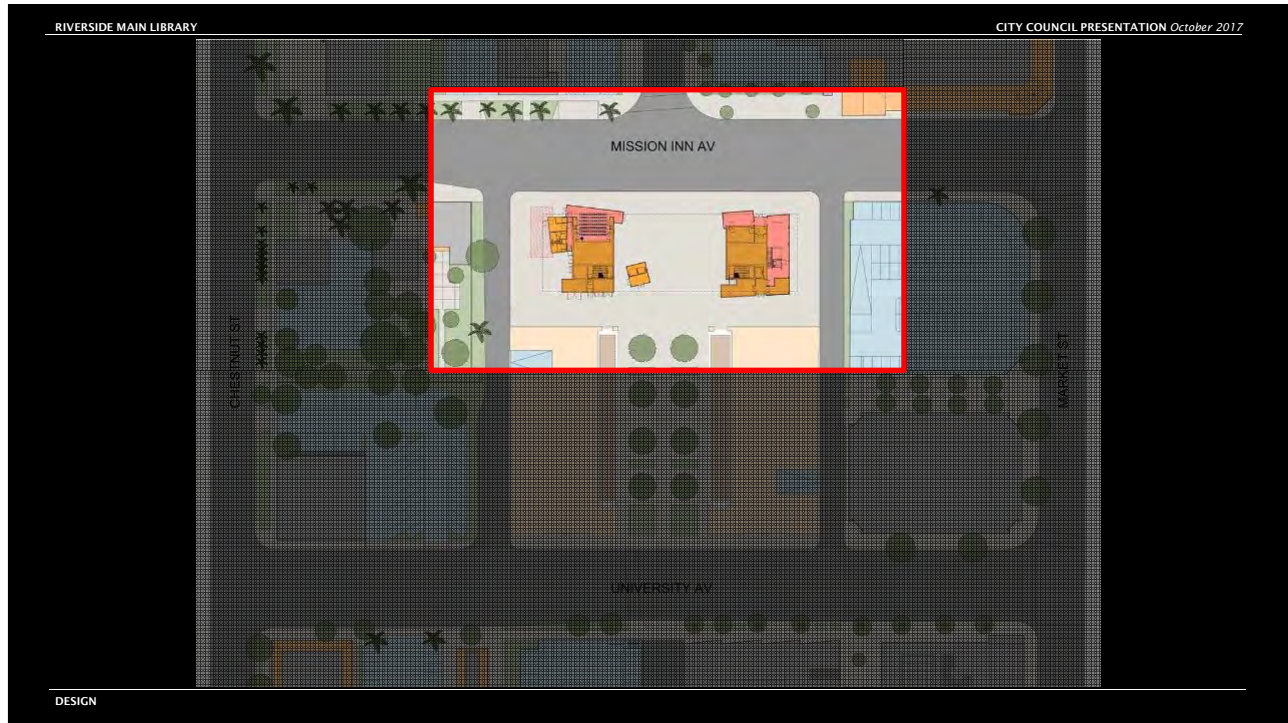 RIVERSIDE MAIN LIBRARY
CITY COUNCIL PRESENTATION October 2017
MISSION INN AV
CHESTNUT ST
MARKET ST
UNIVERSITY AV
DESIGN